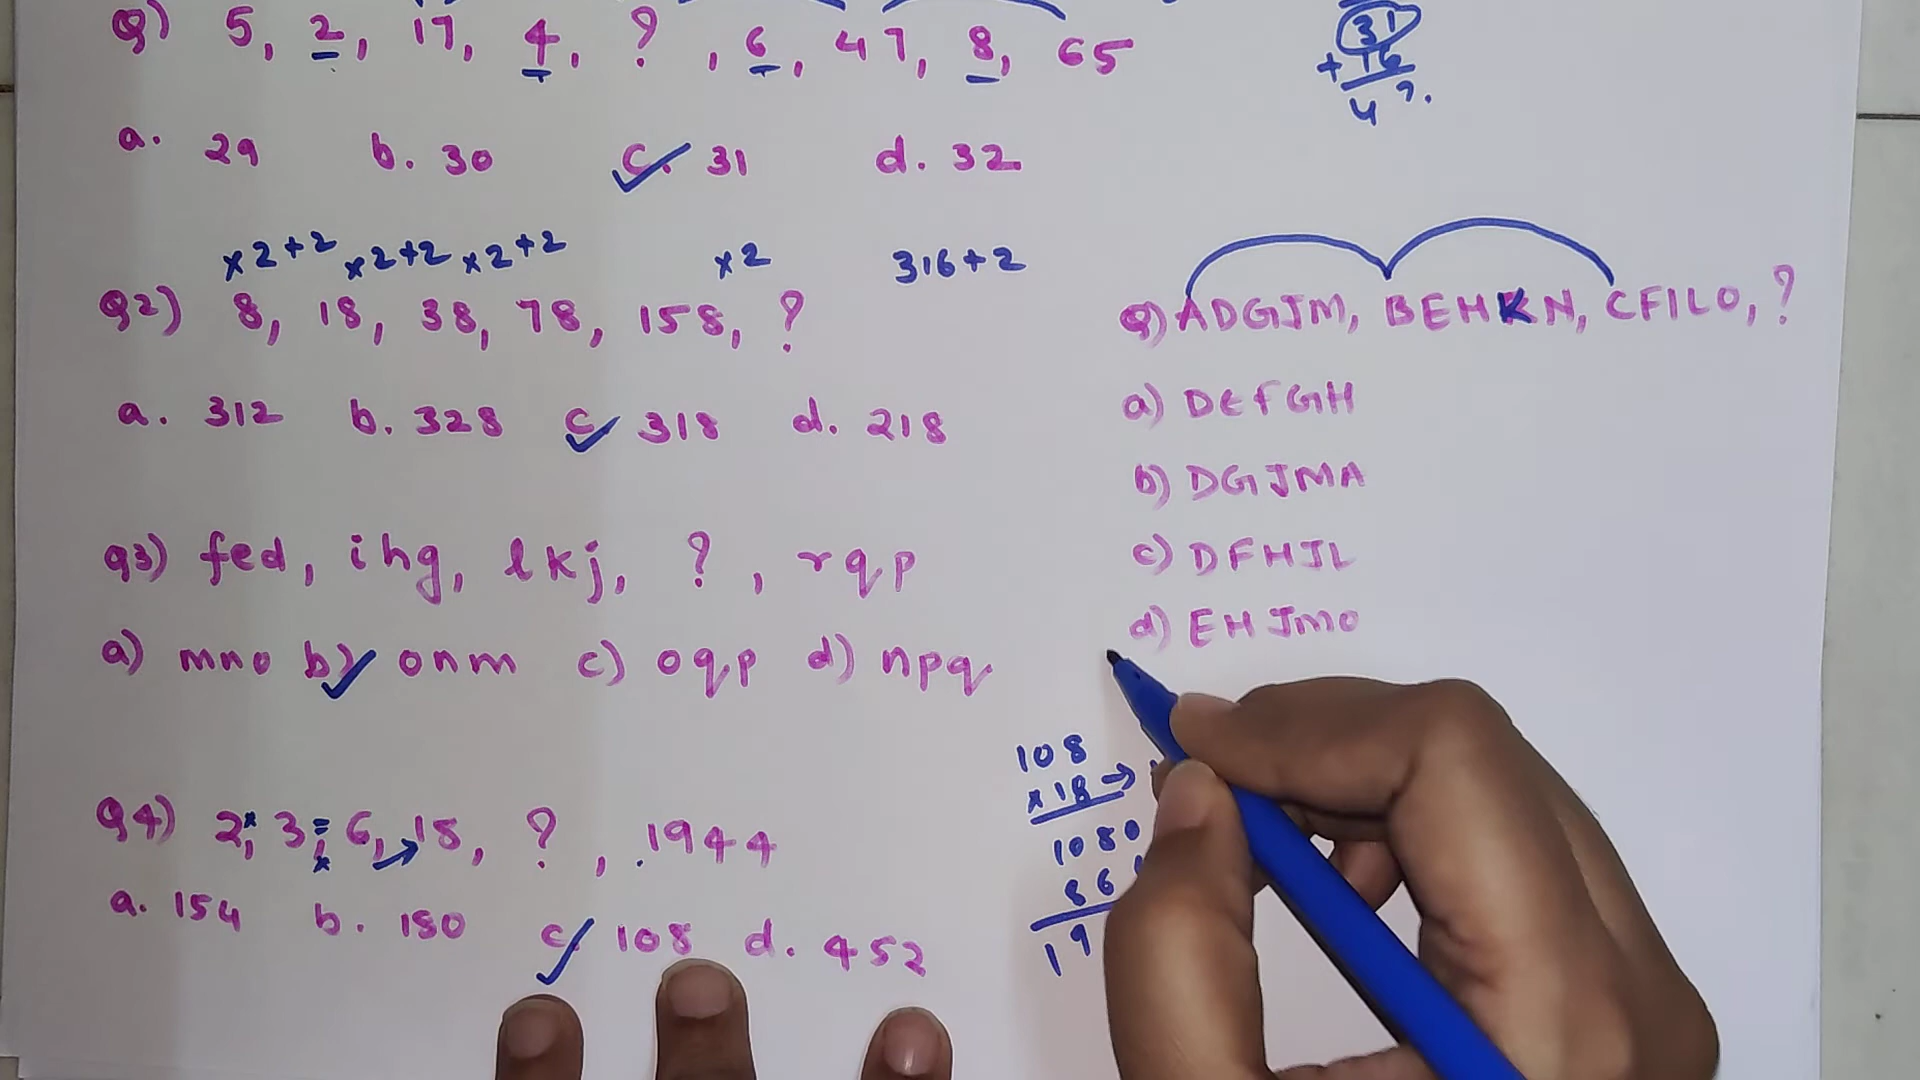 Q) 5, 2, 17, 4, ?, 6, 47, 8, 65
a. 29 b. 30 c. 31 d. 32
31
+ 16
47.
×2+2 ×2+2 ×2+2 ×2 316+2
Q2) 8, 18, 38, 78, 158, ?
a. 312 b. 328 c 318 d. 218
Q3) fed, ihg, lkj, ?, rqp
a) mno b) onm c) oqp d) npq
Q4) 2, × 3, = × 6, → 18, ?, .1944
a. 154 b. 180 c. 108 d. 452
Q) ADGJM, BEHKN, CFILO, ?
a) DEFGH
b) DGJMA
c) DFHJL
d) EHJMO
108
×18 →
1080
86
19